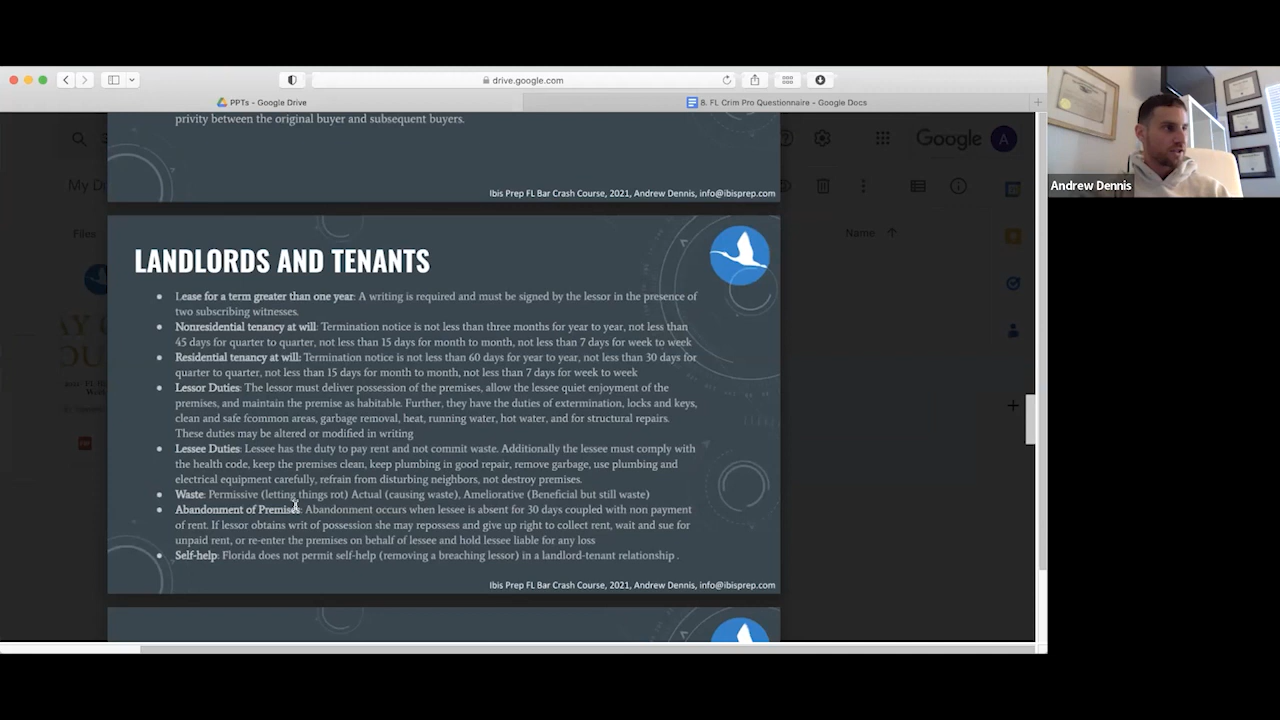 drive.google.com
PPTs - Google Drive
8. FL Crim Pro Questionnaire - Google Docs
privity between the original buyer and subsequent buyers.
Google
A
My Dr
Ibis Prep FL Bar Crash Course, 2021, Andrew Dennis, info@ibisprep.com
Andrew Dennis
Files
Name
LANDLORDS AND TENANTS
Lease for a term greater than one year: A writing is required and must be signed by the lessor in the presence of
two subscribing witnesses.
Nonresidential tenancy at will: Termination notice is not less than three months for year to year, not less than
45 days for quarter to quarter, not less than 15 days for month to month, not less than 7 days for week to week
Residential tenancy at will: Termination notice is not less than 60 days for year to year, not less than 30 days for
quarter to quarter, not less than 15 days for month to month, not less than 7 days for week to week
Lessor Duties: The lessor must deliver possession of the premises, allow the lessee quiet enjoyment of the
premises, and maintain the premise as habitable. Further, they have the duties of extermination, locks and keys,
clean and safe fcommon areas, garbage removal, heat, running water, hot water, and for structural repairs.
These duties may be altered or modified in writing
Lessee Duties: Lessee has the duty to pay rent and not commit waste. Additionally the lessee must comply with
the health code, keep the premises clean, keep plumbing in good repair, remove garbage, use plumbing and
electrical equipment carefully, refrain from disturbing neighbors, not destroy premises.
Waste: Permissive (letting things rot) Actual (causing waste), Ameliorative (Beneficial but still waste)
Abandonment of Premises: Abandonment occurs when lessee is absent for 30 days coupled with non payment
of rent. If lessor obtains writ of possession she may repossess and give up right to collect rent, wait and sue for
unpaid rent, or re-enter the premises on behalf of lessee and hold lessee liable for any loss
Self-help: Florida does not permit self-help (removing a breaching lessor) in a landlord-tenant relationship .
Ibis Prep FL Bar Crash Course, 2021, Andrew Dennis, info@ibisprep.com